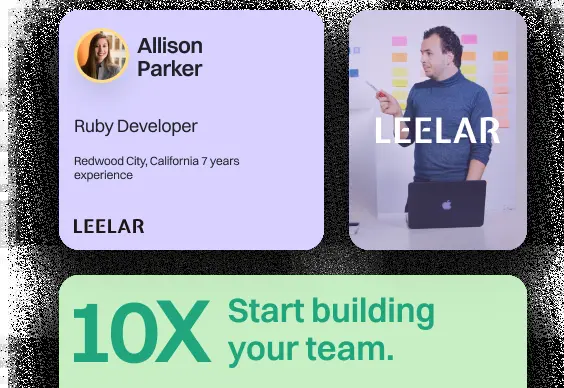 Allison
Parker
Ruby Developer
Redwood City, California 7 years
experience
LEELAR
LEELAR
10X
Start building
your team.